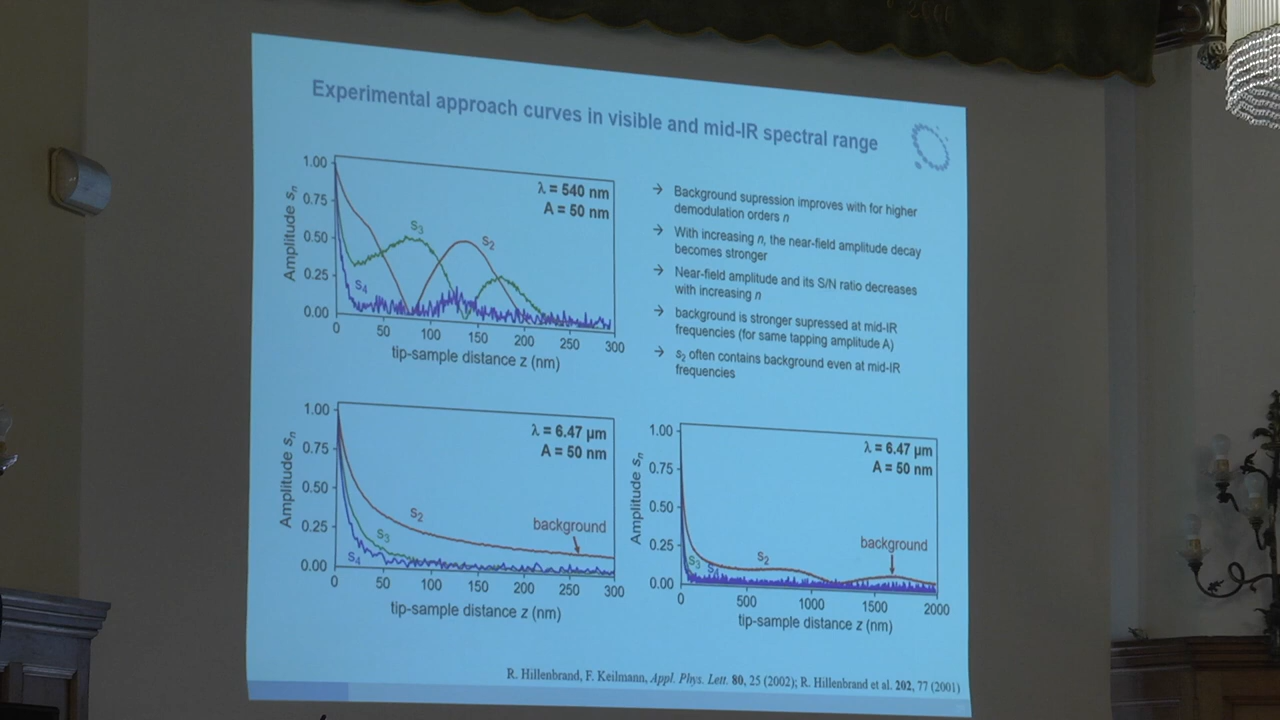 Experimental approach curves in visible and mid-IR spectral range
Amplitude sₙ
1.00
0.75
0.50
0.25
0.00
λ = 540 nm
A = 50 nm
s₃
s₂
s₄
0 50 100 150 200 250 300
tip-sample distance z (nm)
→ Background supression improves with for higher
demodulation orders n
→ With increasing n, the near-field amplitude decay
becomes stronger
→ Near-field amplitude and its S/N ratio decreases
with increasing n
→ background is stronger supressed at mid-IR
frequencies (for same tapping amplitude A)
→ s₂ often contains background even at mid-IR
frequencies
Amplitude sₙ
1.00
0.75
0.50
0.25
0.00
λ = 6.47 µm
A = 50 nm
s₂
background
s₃
s₄
0 50 100 150 200 250 300
tip-sample distance z (nm)
Amplitude sₙ
1.00
0.75
0.50
0.25
0.00
λ = 6.47 µm
A = 50 nm
background
s₂
s₃ s₄
0 500 1000 1500 2000
tip-sample distance z (nm)
R. Hillenbrand, F. Keilmann, Appl. Phys. Lett. 80, 25 (2002); R. Hillenbrand et al. 202, 77 (2001)